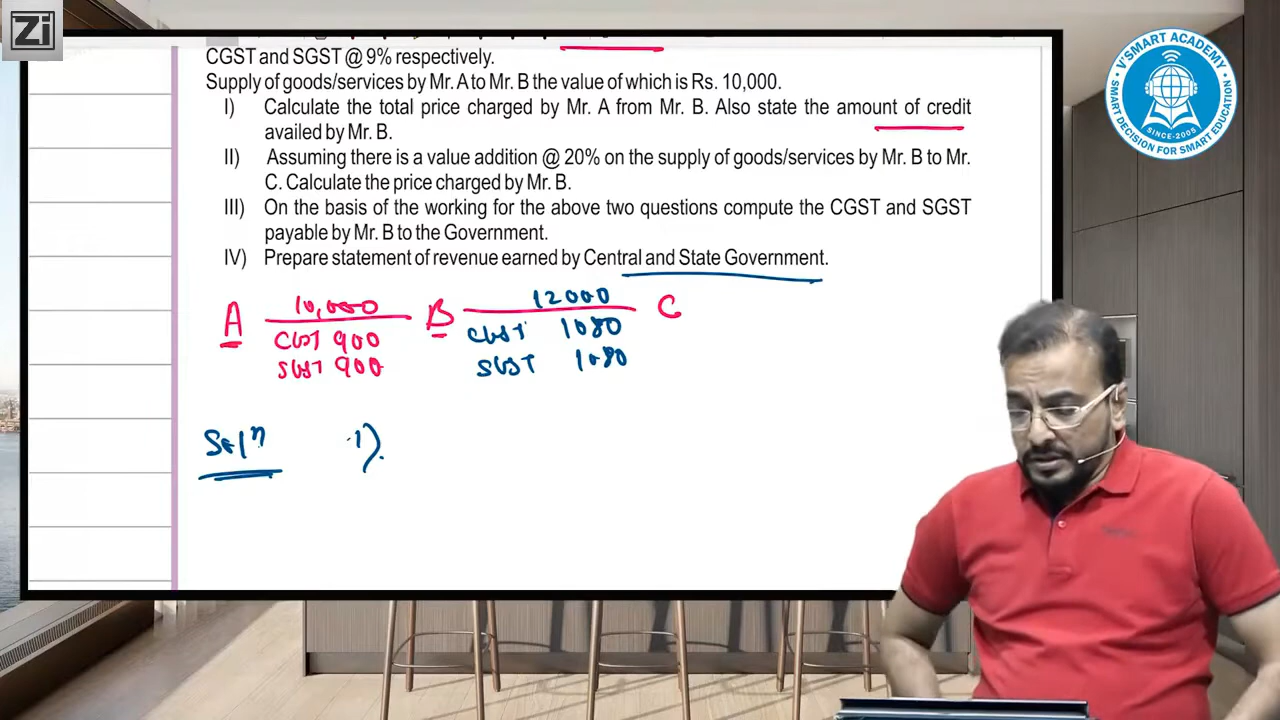 Zi
CGST and SGST @ 9% respectively.
Supply of goods/services by Mr. A to Mr. B the value of which is Rs. 10,000.
I) Calculate the total price charged by Mr. A from Mr. B. Also state the amount of credit
availed by Mr. B.
II) Assuming there is a value addition @ 20% on the supply of goods/services by Mr. B to Mr.
C. Calculate the price charged by Mr. B.
III) On the basis of the working for the above two questions compute the CGST and SGST
payable by Mr. B to the Government.
IV) Prepare statement of revenue earned by Central and State Government.
A 10,000 B 12000 C
CGST 900 CGST 1080
SGST 900 SGST 1080
Solⁿ 1).
V'SMART ACADEMY
SINCE-2005
SMART DECISION FOR SMART EDUCATION